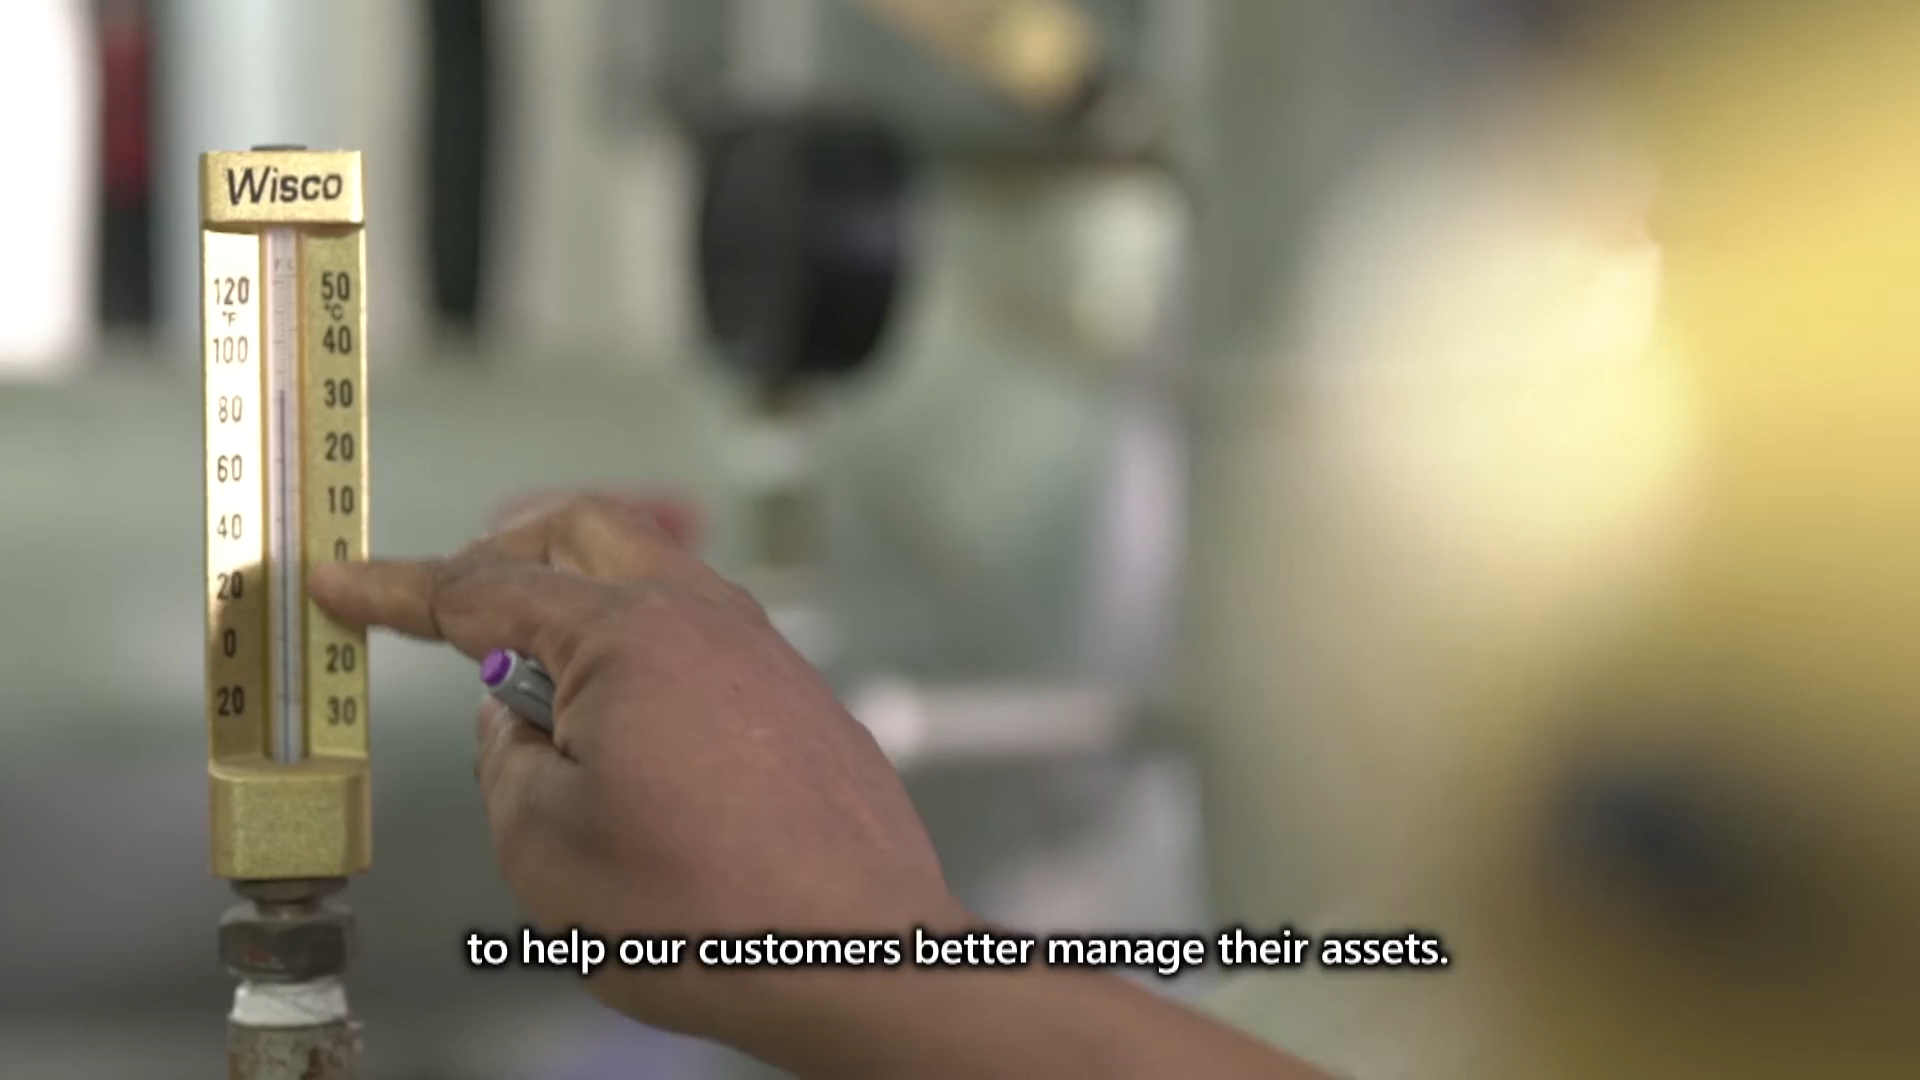 Wisco
120 50
°F °C
100 40
80 30
60 20
40 10
20 0
0 20
20 30
to help our customers better manage their assets.